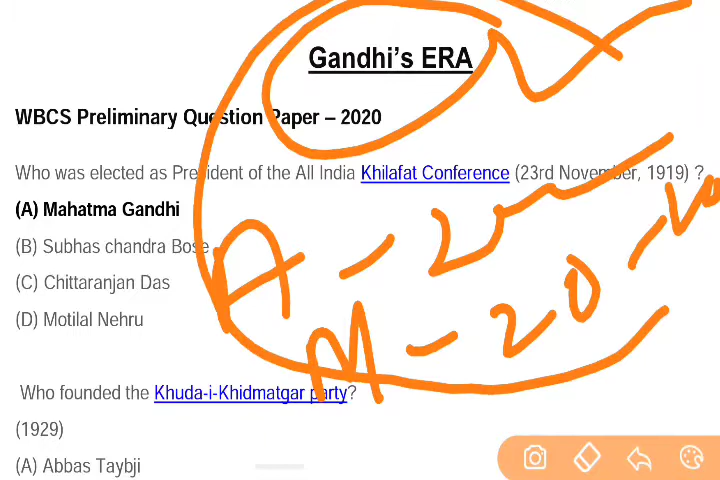 Gandhi's ERA
WBCS Preliminary Question Paper – 2020
Who was elected as President of the All India Khilafat Conference (23rd November, 1919) ?
(A) Mahatma Gandhi
(B) Subhas chandra Bose
(C) Chittaranjan Das
(D) Motilal Nehru
A - 2
M - 20 -
Who founded the Khuda-i-Khidmatgar party?
(1929)
(A) Abbas Taybji